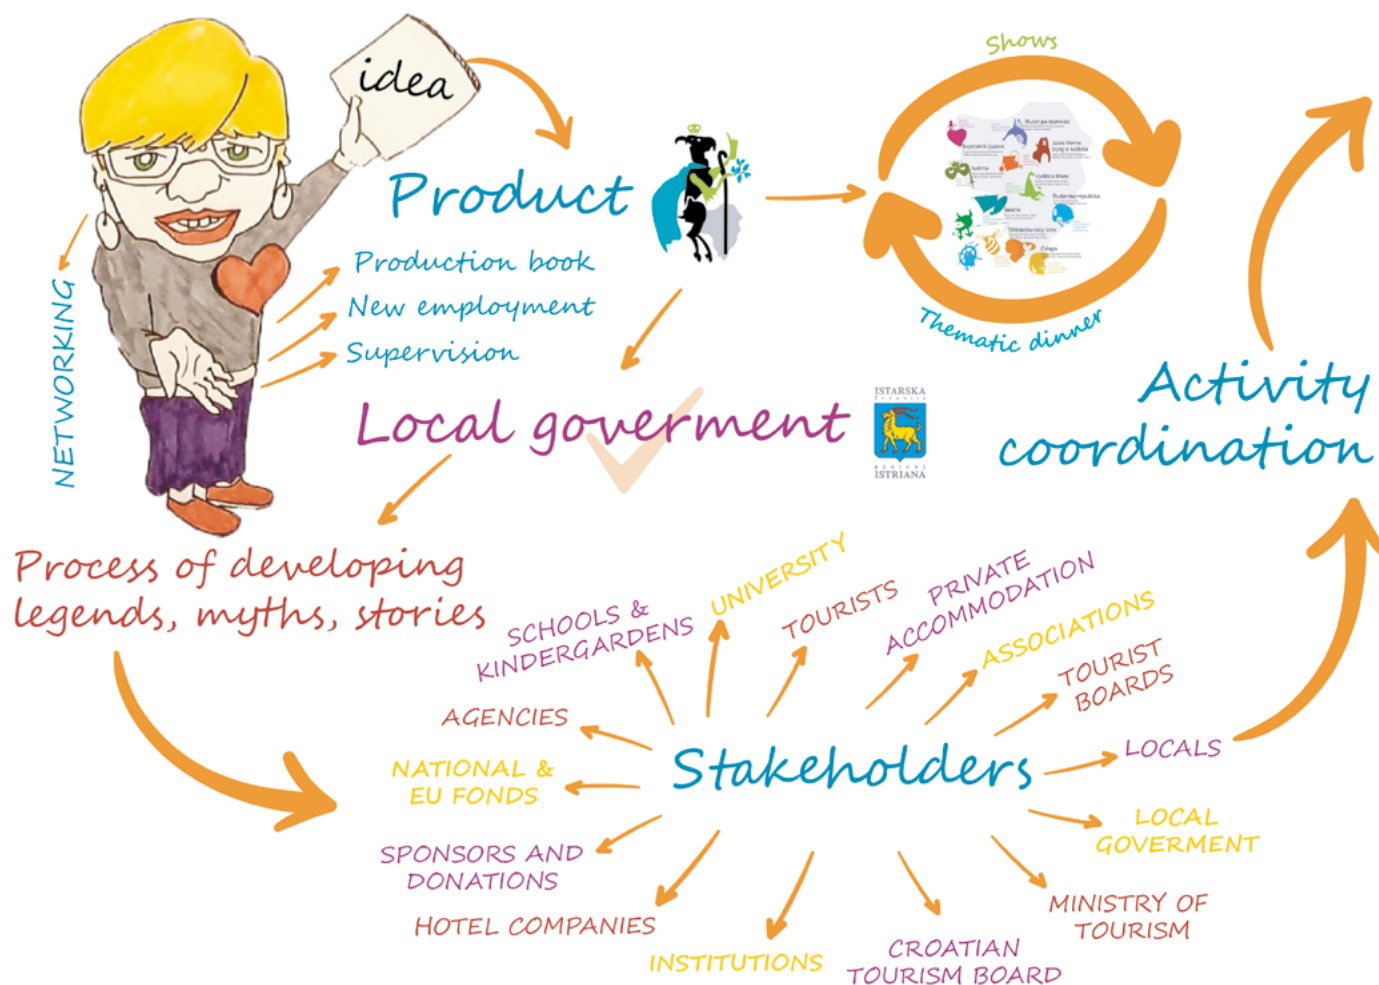 idea
Product
Production book
New employment
Supervision
NETWORKING
Shows
Thematic dinner
Local goverment
ISTARSKA
ISTRIANA
Activity
coordination
Process of developing
legends, myths, stories
SCHOOLS &
KINDERGARDENS
UNIVERSITY
TOURISTS
PRIVATE
ACCOMMODATION
ASSOCIATIONS
TOURIST
BOARDS
AGENCIES
Stakeholders
LOCALS
NATIONAL &
EU FONDS
LOCAL
GOVERMENT
SPONSORS AND
DONATIONS
HOTEL COMPANIES
MINISTRY OF
TOURISM
INSTITUTIONS
CROATIAN
TOURISM BOARD